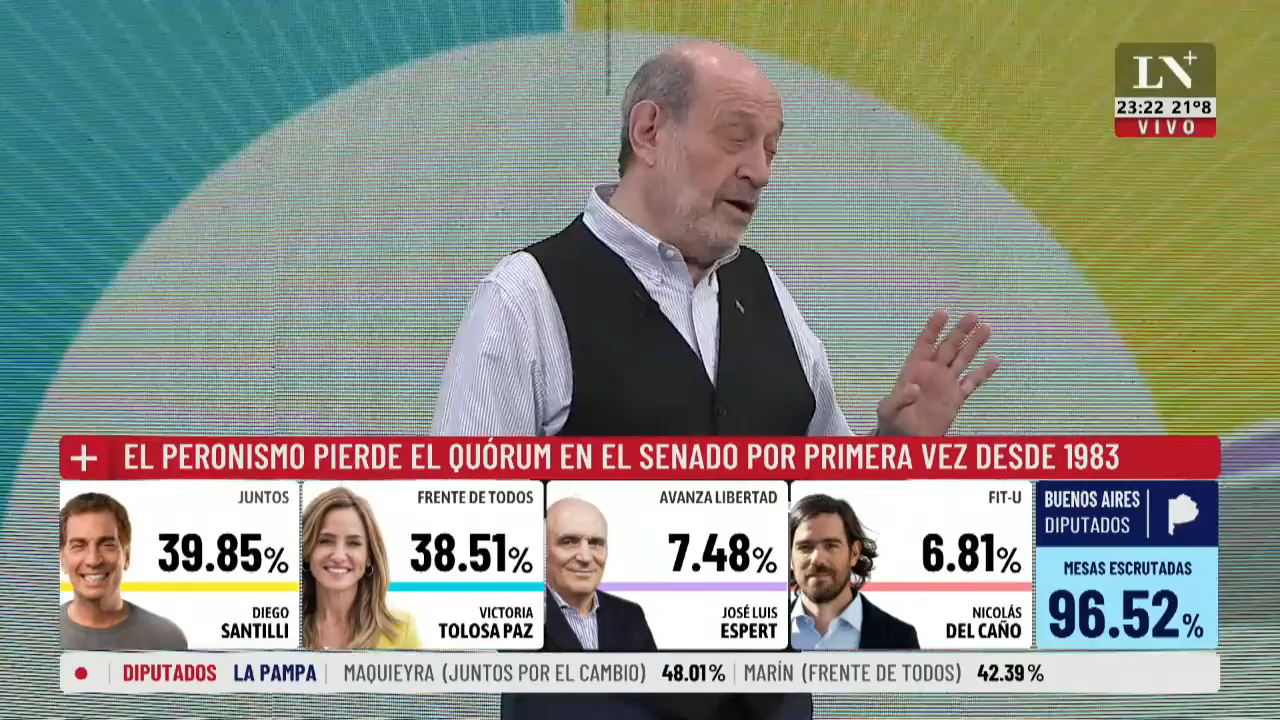 LN+
23:22 21º8
VIVO
EL PERONISMO PIERDE EL QUÓRUM EN EL SENADO POR PRIMERA VEZ DESDE 1983
JUNTOS
39.85%
DIEGO
SANTILLI
FRENTE DE TODOS
38.51%
VICTORIA
TOLOSA PAZ
AVANZA LIBERTAD
7.48%
JOSÉ LUIS
ESPERT
FIT-U
6.81%
NICOLÁS
DEL CAÑO
BUENOS AIRES
DIPUTADOS
MESAS ESCRUTADAS
96.52%
DIPUTADOS LA PAMPA MAQUIEYRA (JUNTOS POR EL CAMBIO) 48.01% MARÍN (FRENTE DE TODOS) 42.39%